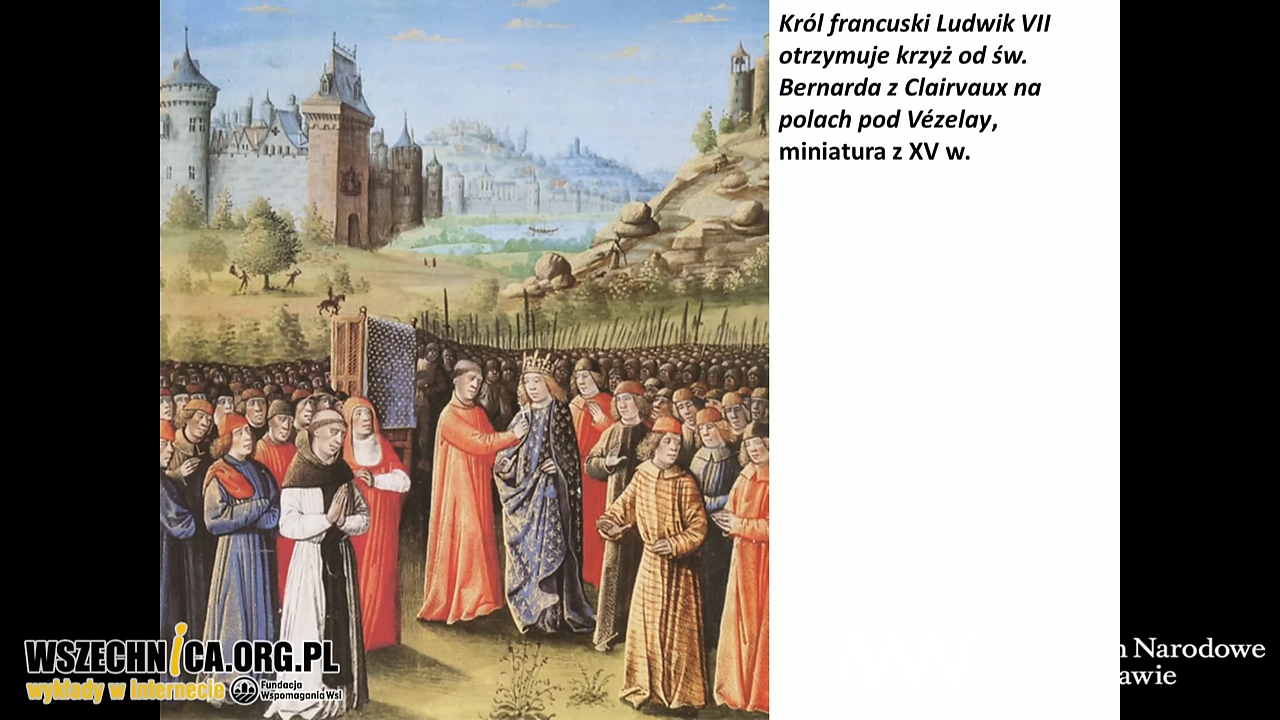 Król francuski Ludwik VII
otrzymuje krzyż od św.
Bernarda z Clairvaux na
polach pod Vézelay,
miniatura z XV w.
WSZECHNiCA.ORG.PL
wykłady w internecie
Fundacja
Wspomagania Wsi
Narodowe
awie